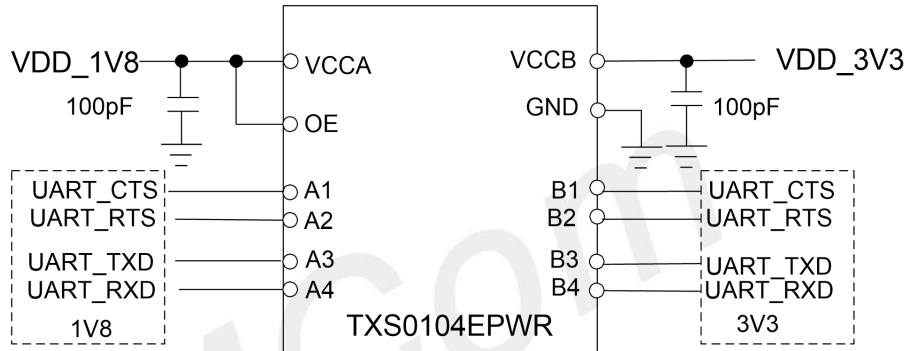 VDD_1V8 VCCA VCCB VDD_3V3
100pF GND 100pF
OE
UART_CTS A1 B1 UART_CTS
UART_RTS A2 B2 UART_RTS
UART_TXD A3 B3 UART_TXD
UART_RXD A4 B4 UART_RXD
1V8 TXS0104EPWR 3V3